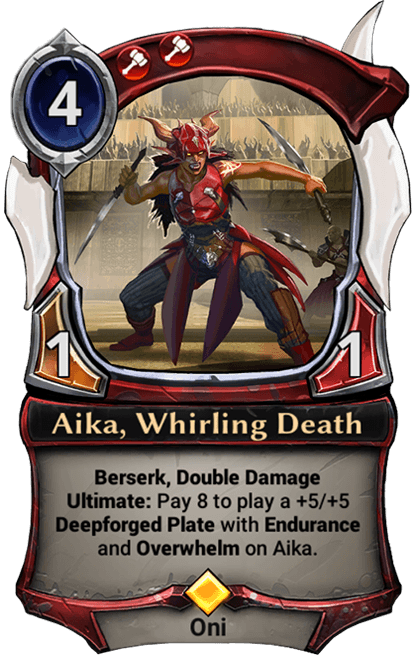 4
1
1
Aika, Whirling Death
Berserk, Double Damage
Ultimate: Pay 8 to play a +5/+5
Deepforged Plate with Endurance
and Overwhelm on Aika.
Oni